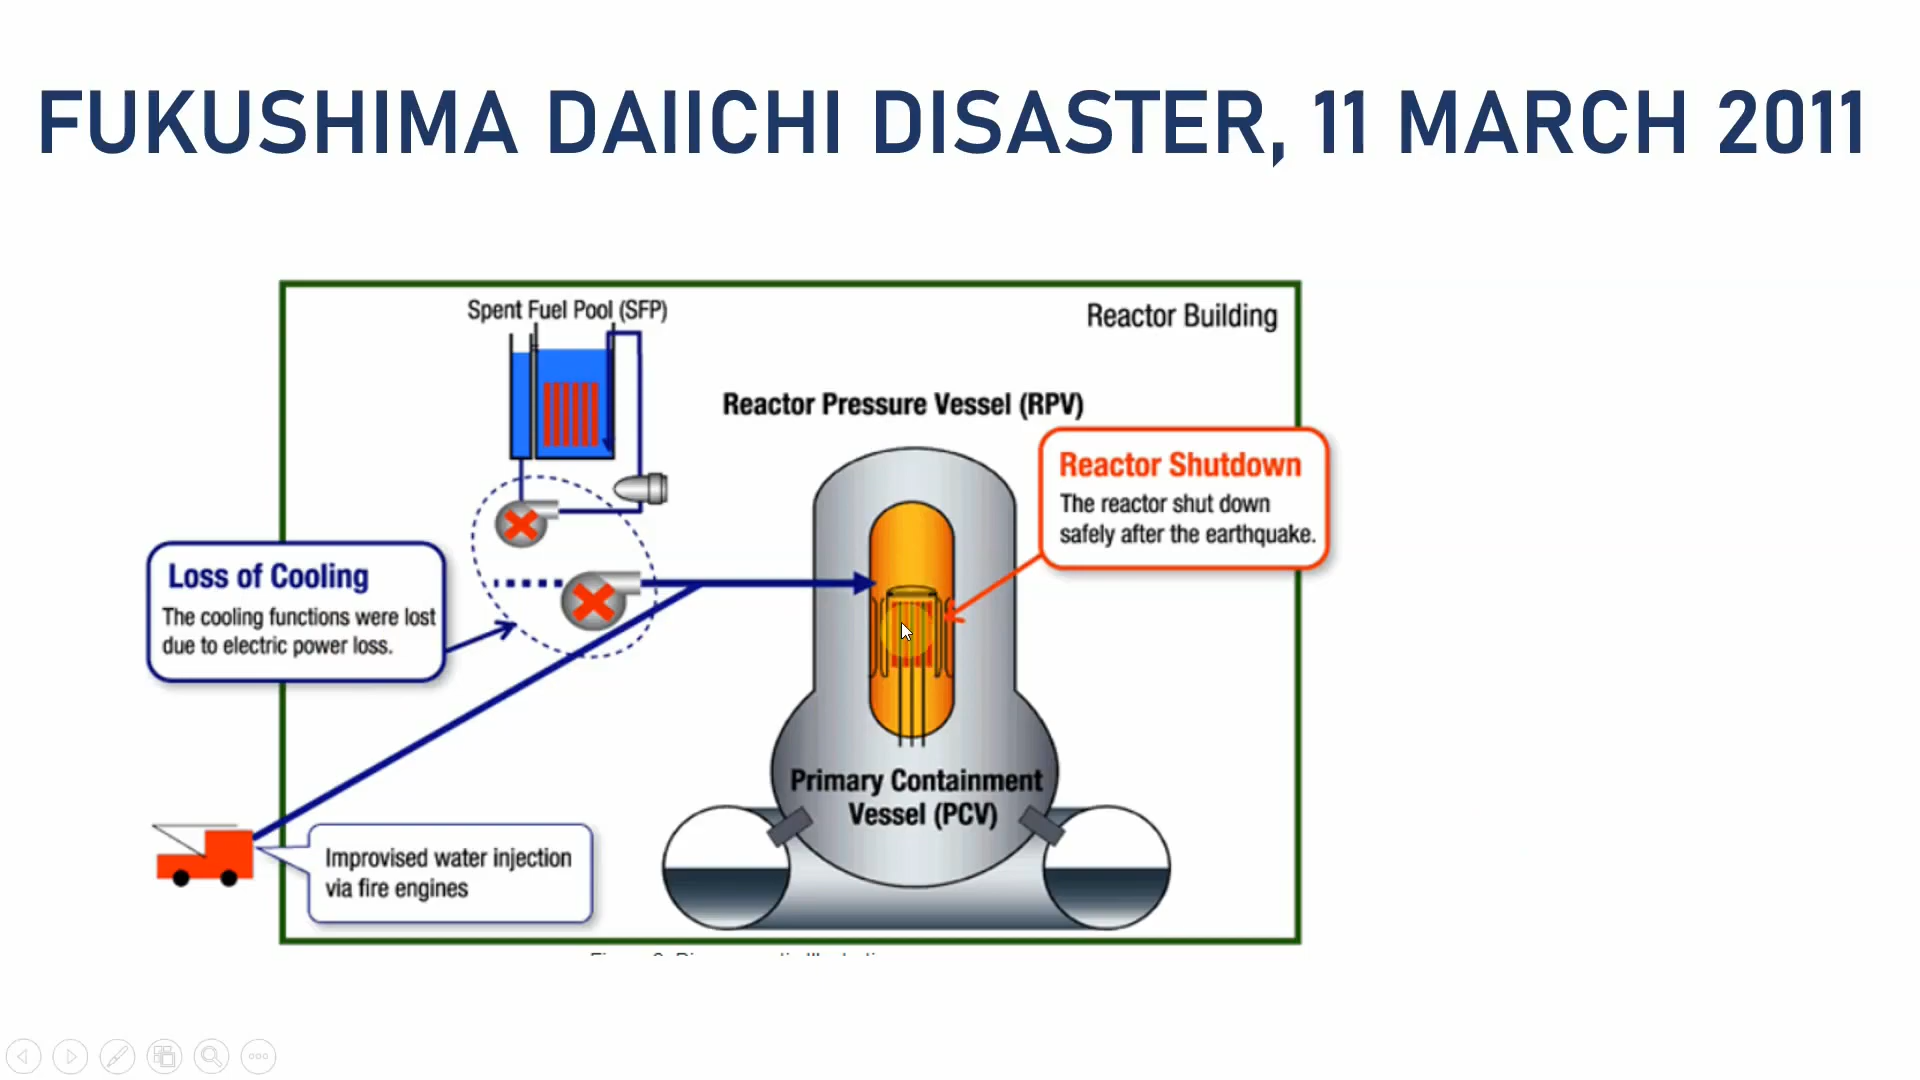 FUKUSHIMA DAIICHI DISASTER, 11 MARCH 2011
Spent Fuel Pool (SFP)
Reactor Building
Reactor Pressure Vessel (RPV)
Reactor Shutdown
The reactor shut down
safely after the earthquake.
Loss of Cooling
The cooling functions were lost
due to electric power loss.
Primary Containment
Vessel (PCV)
Improvised water injection
via fire engines